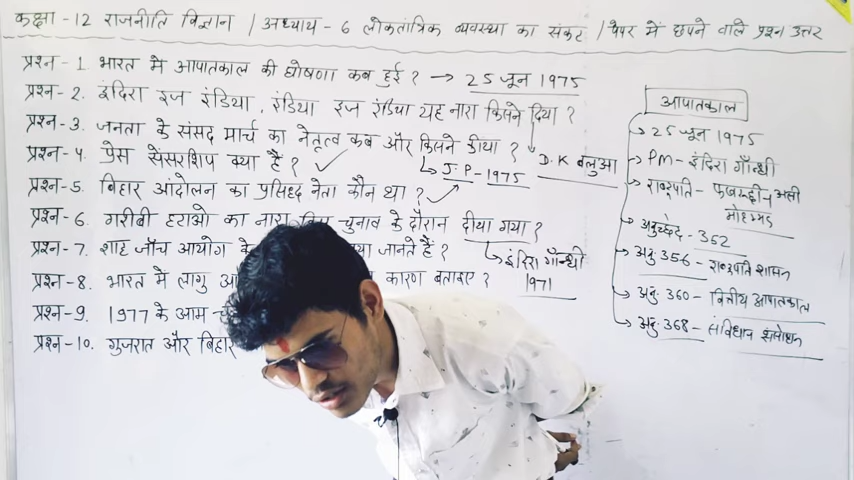 कक्षा -12 राजनीति विज्ञान / अध्याय - 6 लोकतांत्रिक व्यवस्था का संकट / पेपर में छपने वाले प्रश्न उत्तर
प्रश्न - 1. भारत में आपातकाल की घोषणा कब हुई? → 25 जून 1975
प्रश्न - 2. इंदिरा इज इंडिया, इंडिया इज इंदिरा यह नारा किसने दिया?
D.K बरुआ
प्रश्न - 3. जनता के संसद मार्च का नेतृत्व कब और किसने कीया?
J.P - 1975
प्रश्न - 4. प्रेस सेंसरशिप क्या है? ✓
प्रश्न - 5. बिहार आंदोलन का प्रसिध्द नेता कौन था? ✓
प्रश्न - 6. गरीबी हटाओ का नारा किस चुनाव के दौरान दीया गया?
इंदिरा गाँन्धी
1971
प्रश्न - 7. शाह जाँच आयोग के क्या जानते हैं?
प्रश्न - 8. भारत में लागु कारण बताइए?
प्रश्न - 9. 1977 के आम
प्रश्न - 10. गुजरात और बिहार
आपातकाल
25 जून 1975
PM - इंदिरा गाँन्धी
राष्ट्रपति - फखरुद्दीन अली
मोहम्मद
अनुच्छेद - 352
अनु॰ 356 - राष्ट्रपति शासन
अनु॰ 360 - वित्तीय आपातकाल
अनु॰ 368 - संविधान संसोधन